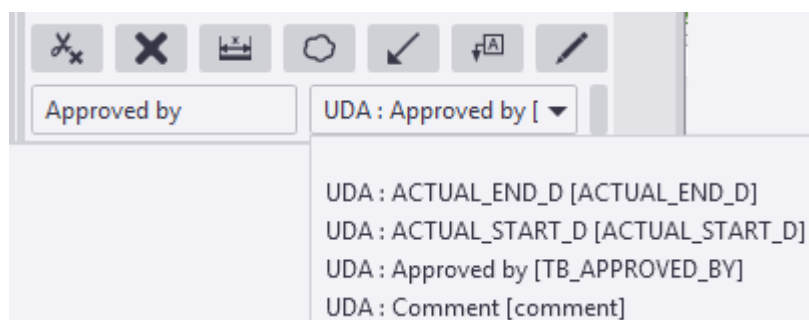 Approved by
UDA : Approved by [
UDA : ACTUAL_END_D [ACTUAL_END_D]
UDA : ACTUAL_START_D [ACTUAL_START_D]
UDA : Approved by [TB_APPROVED_BY]
UDA : Comment [comment]